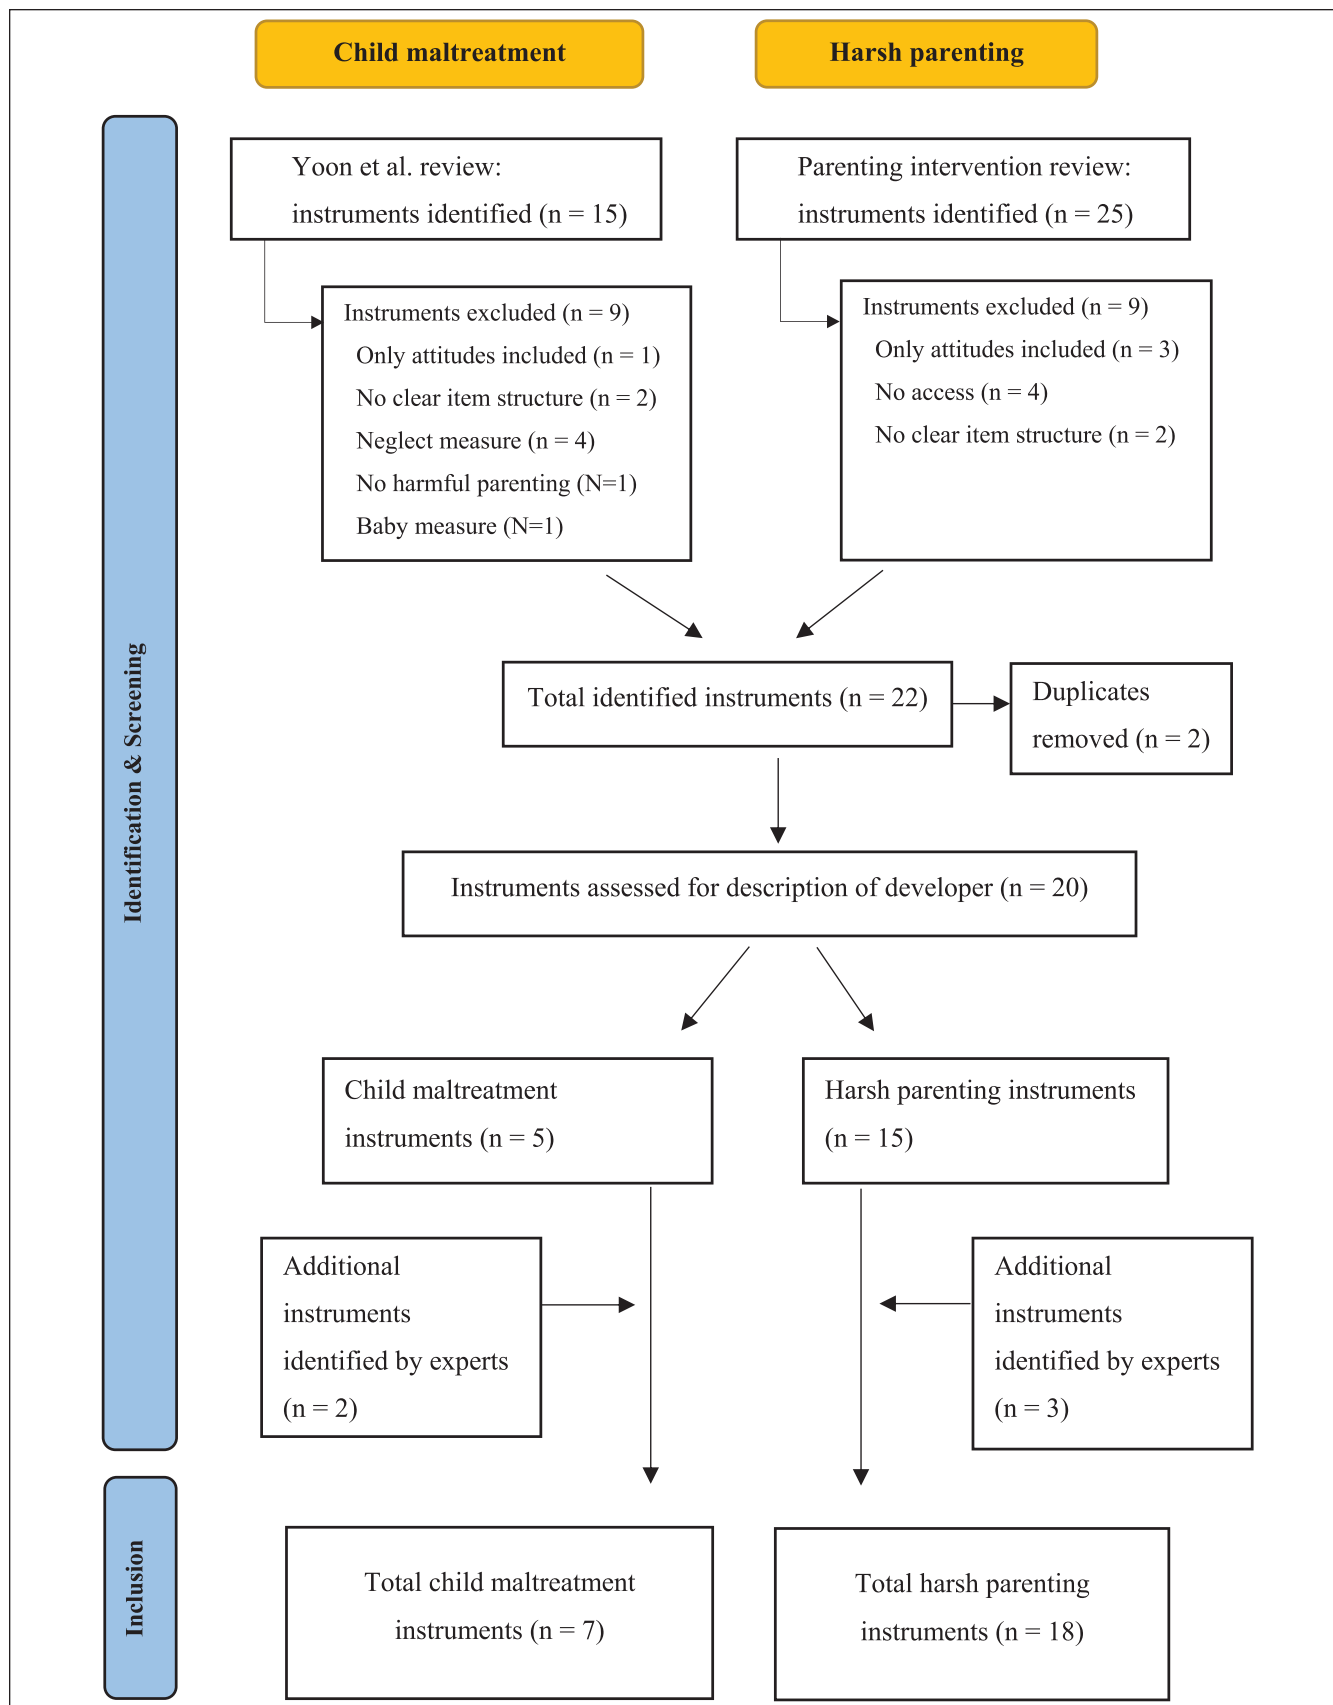 Child maltreatment
Harsh parenting
Yoon et al. review:
instruments identified (n = 15)
Parenting intervention review:
instruments identified (n = 25)
Instruments excluded (n = 9)
Only attitudes included (n = 1)
No clear item structure (n = 2)
Neglect measure (n = 4)
No harmful parenting (N=1)
Baby measure (N=1)
Instruments excluded (n = 9)
Only attitudes included (n = 3)
No access (n = 4)
No clear item structure (n = 2)
Identification & Screening
Total identified instruments (n = 22)
Duplicates
removed (n = 2)
Instruments assessed for description of developer (n = 20)
Child maltreatment
instruments (n = 5)
Harsh parenting instruments
(n = 15)
Additional
instruments
identified by experts
(n = 2)
Additional
instruments
identified by experts
(n = 3)
Inclusion
Total child maltreatment
instruments (n = 7)
Total harsh parenting
instruments (n = 18)